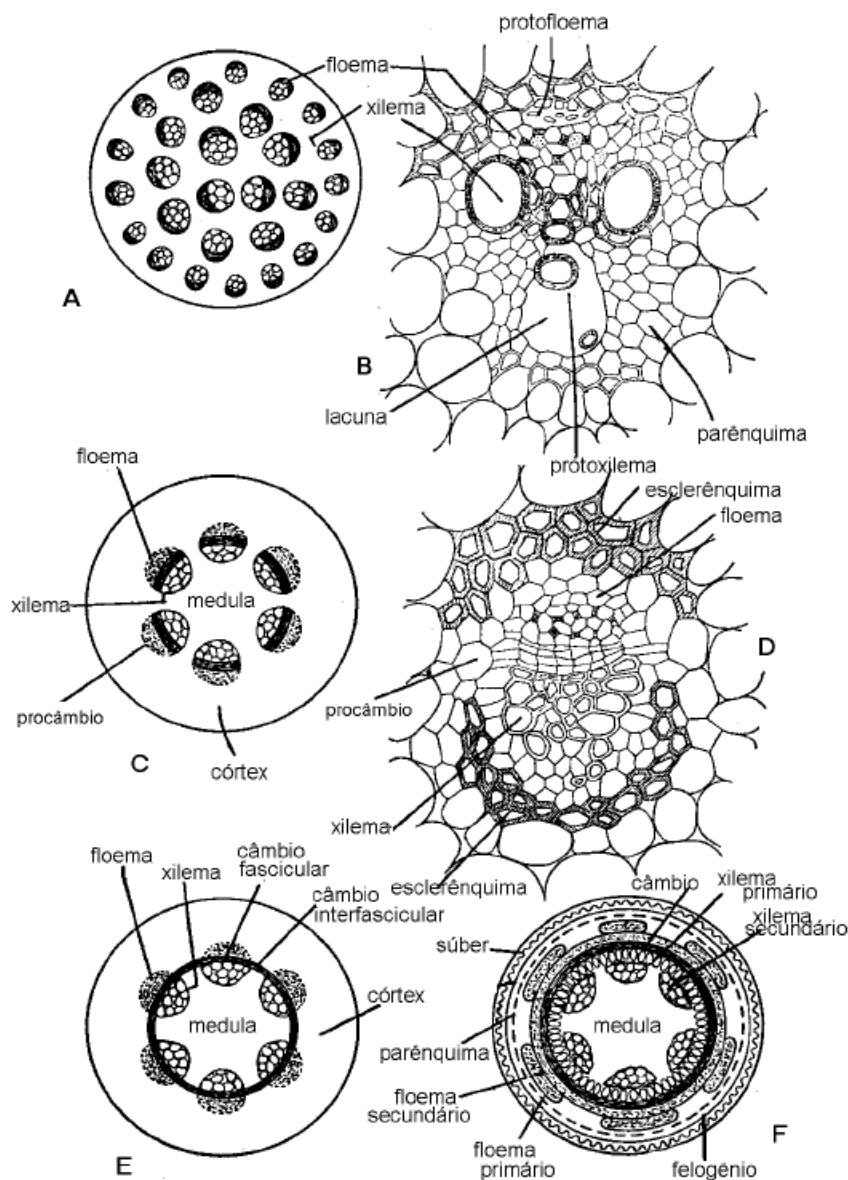 protofloema
floema
xilema
A
B
lacuna
parênquima
protoxilema
floema
esclerênquima
floema
xilema
medula
D
procâmbio
procâmbio
C
córtex
xilema
floema
xilema
câmbio
fascicular
esclerênquima
câmbio
xilema
primário
xilema
secundário
câmbio
interfascicular
súber
córtex
medula
medula
parênquima
floema
secundário
E
floema
primário
felogénio
F